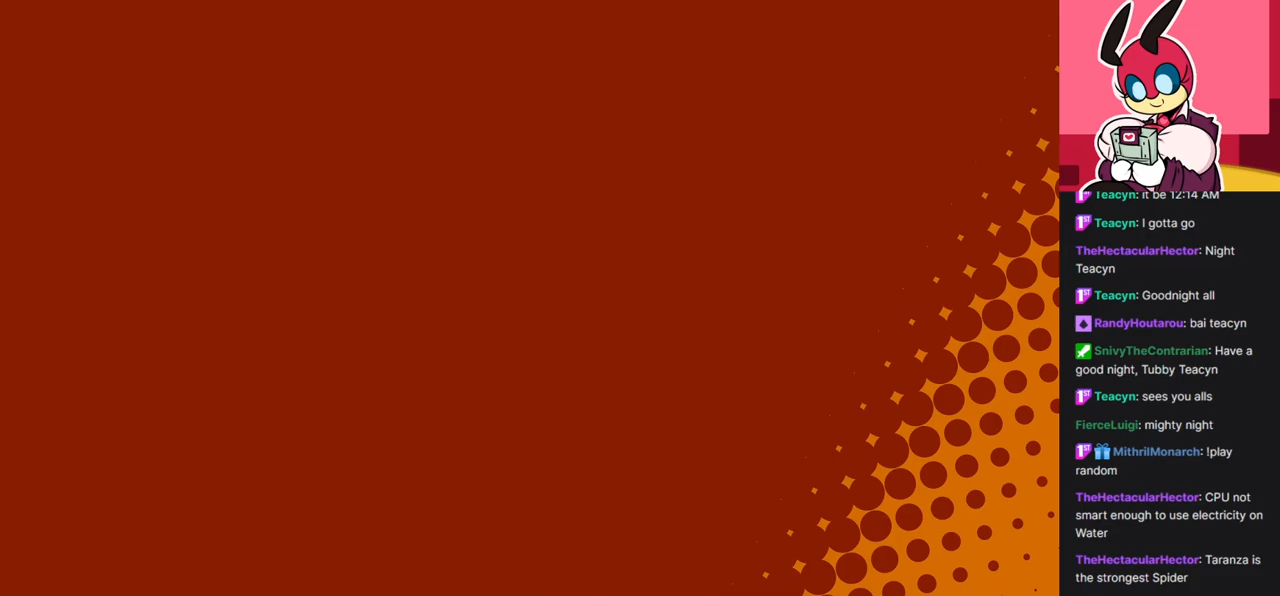 Teacyn: it be 12:14 AM
Teacyn: I gotta go
TheHectacularHector: Night
Teacyn
Teacyn: Goodnight all
RandyHoutarou: bai teacyn
SnivyTheContrarian: Have a
good night, Tubby Teacyn
Teacyn: sees you alls
FierceLuigi: mighty night
MithrilMonarch: !play
random
TheHectacularHector: CPU not
smart enough to use electricity on
Water
TheHectacularHector: Taranza is
the strongest Spider